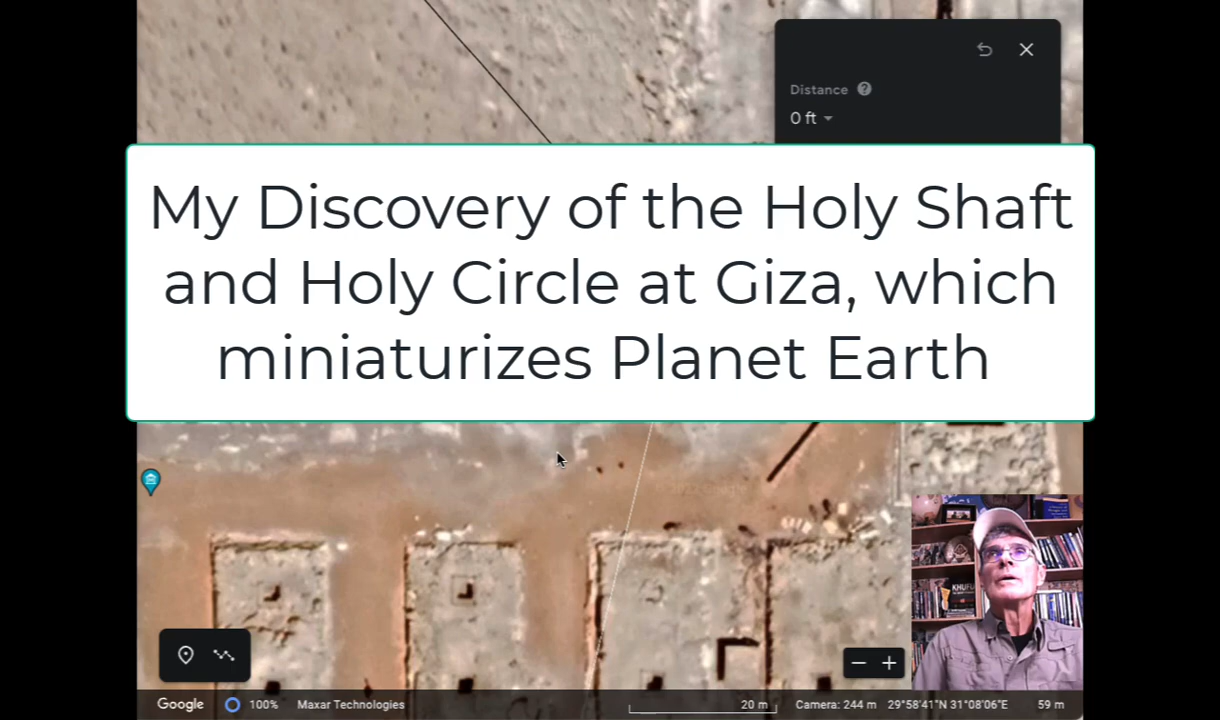 Distance
0 ft
My Discovery of the Holy Shaft
and Holy Circle at Giza, which
miniaturizes Planet Earth
KHUFU
Google
100%
Maxar Technologies
20 m
Camera: 244 m
29°58'41"N 31°08'06"E
59 m